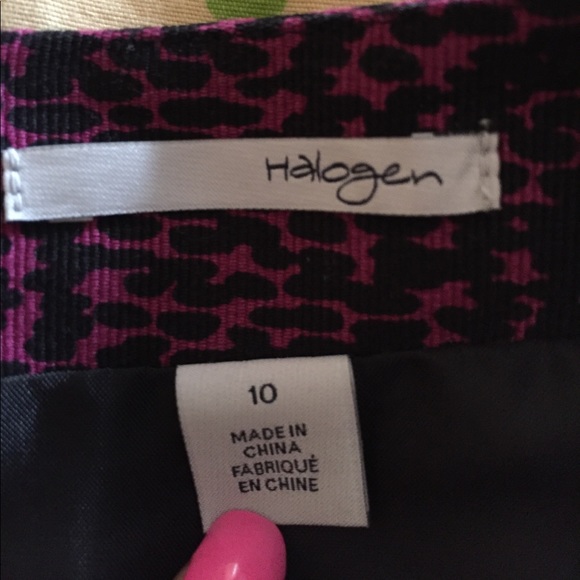 Halogen
10
MADE IN
CHINA
FABRIQUÉ
EN CHINE